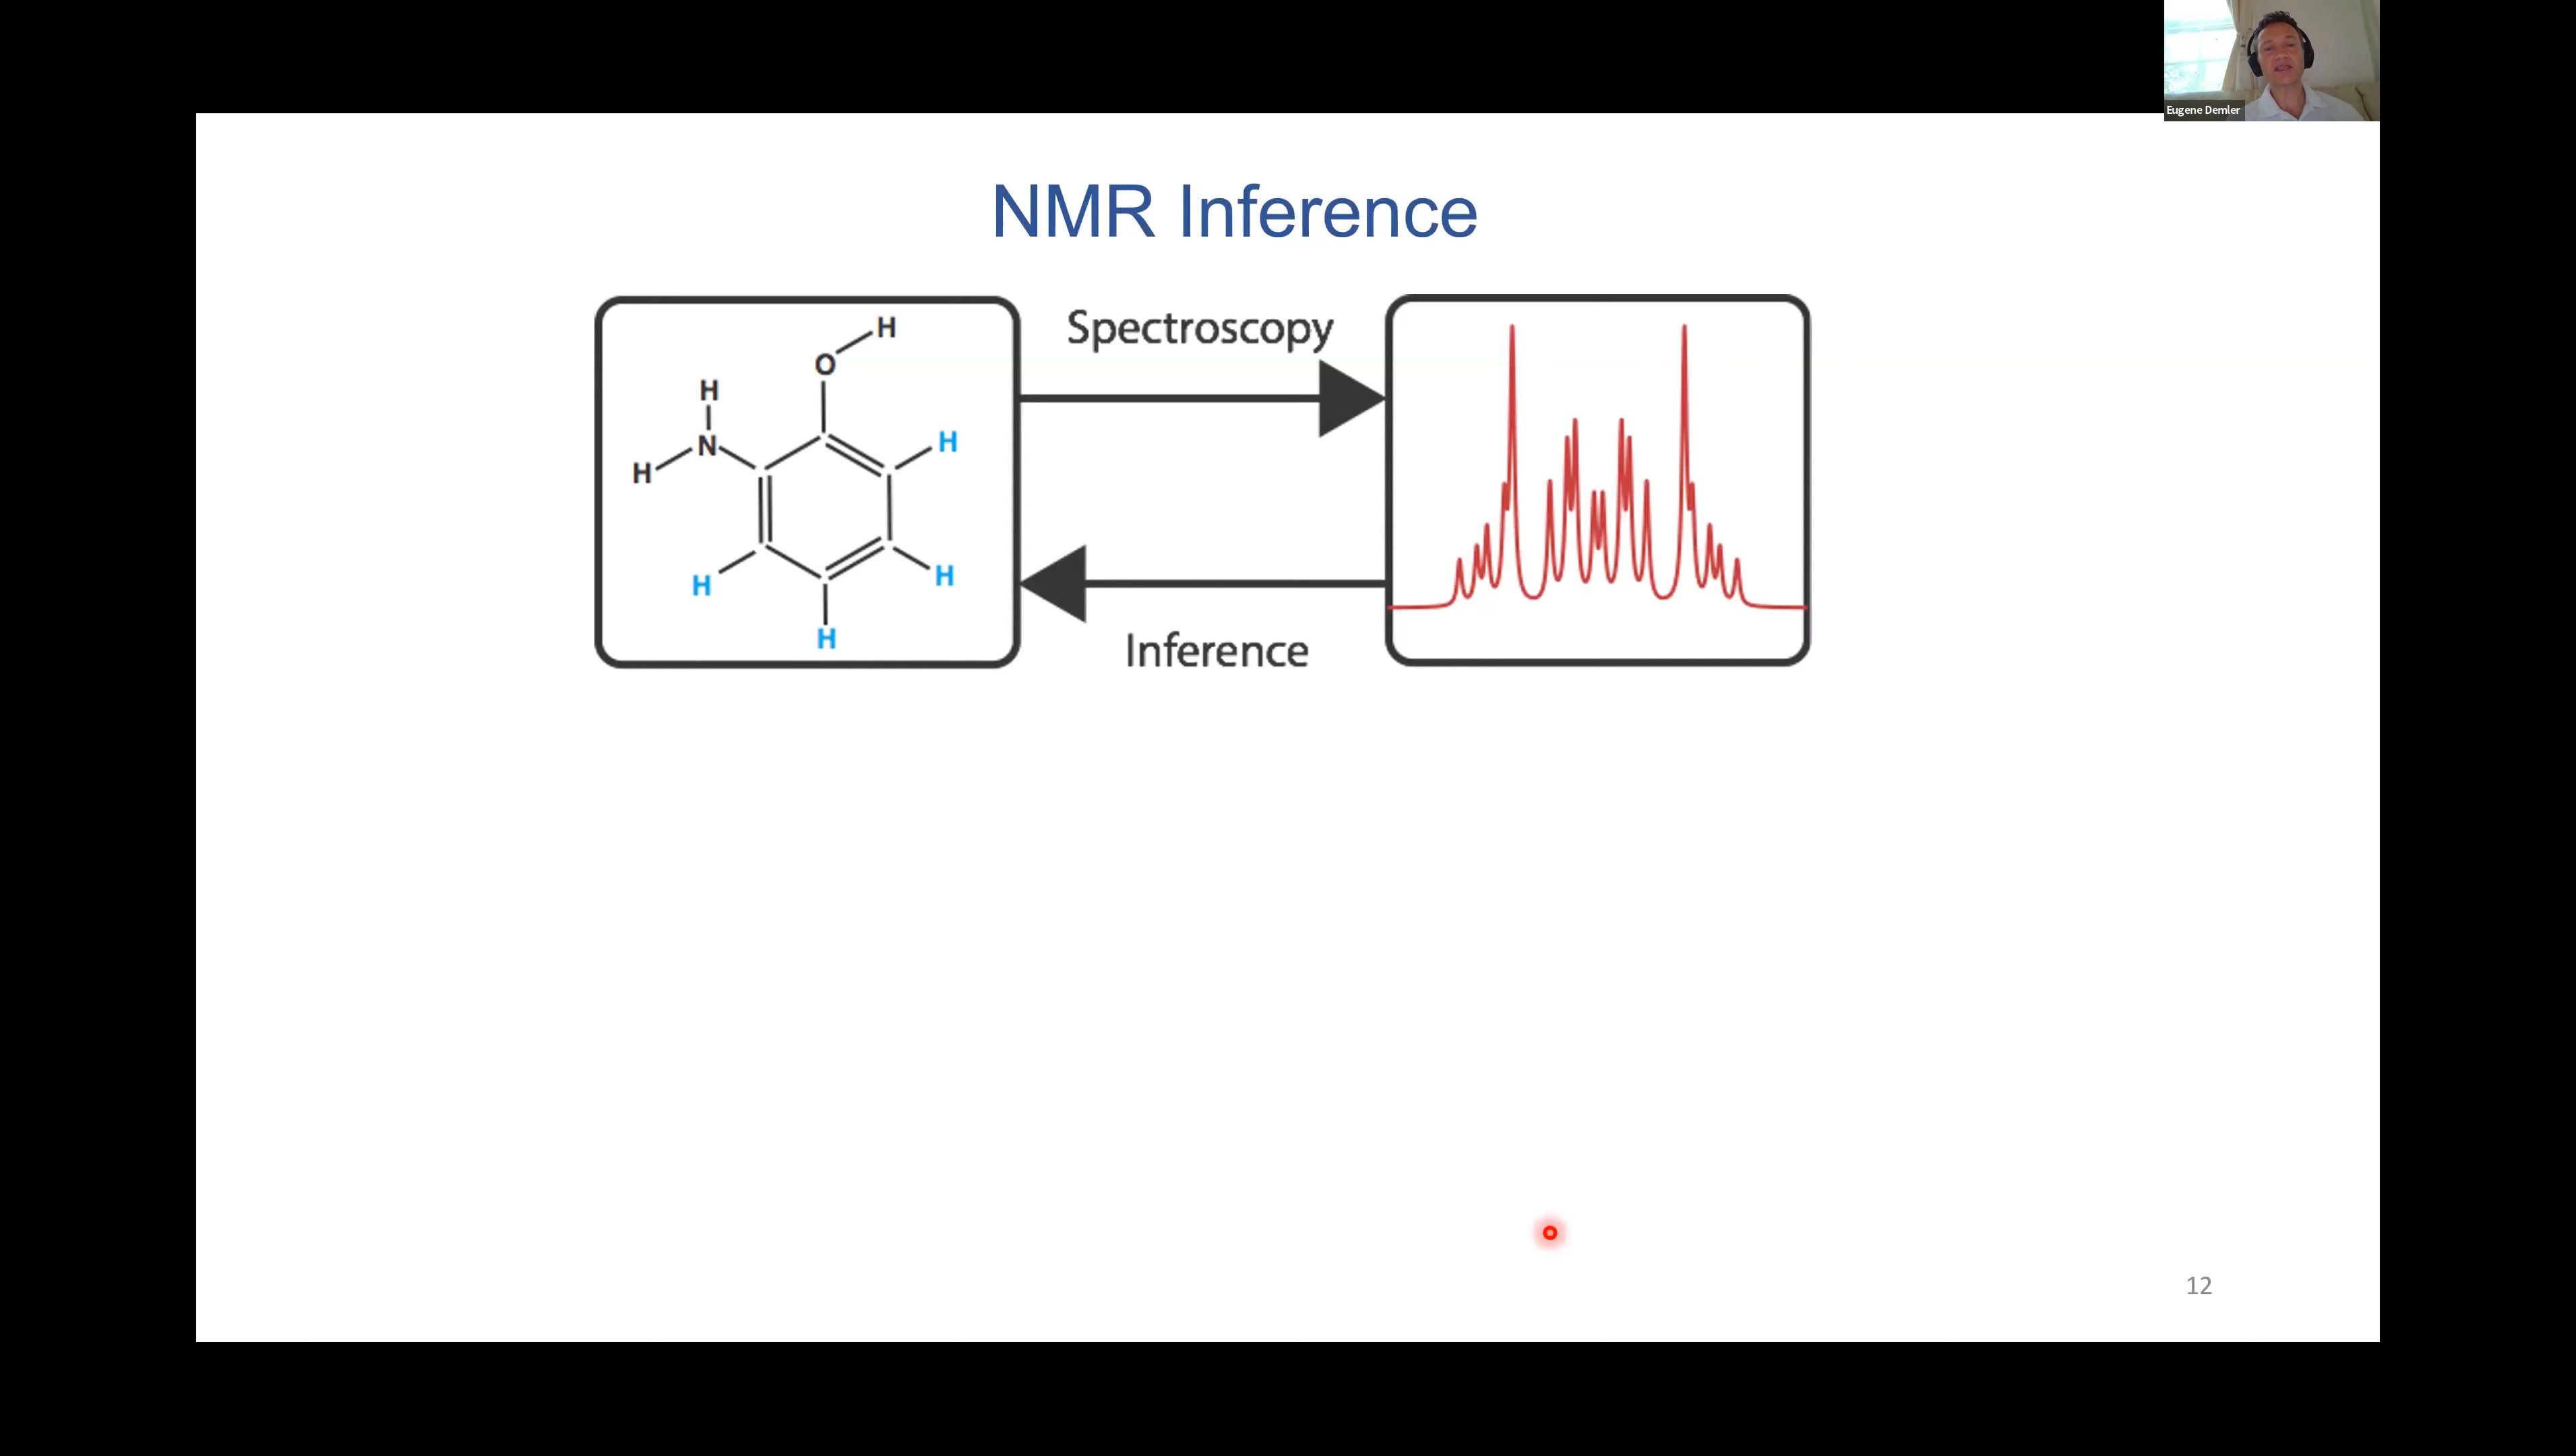 Eugene Demler
NMR Inference
Spectroscopy
H
O
H
N
H
H
H
H
H
Inference
12